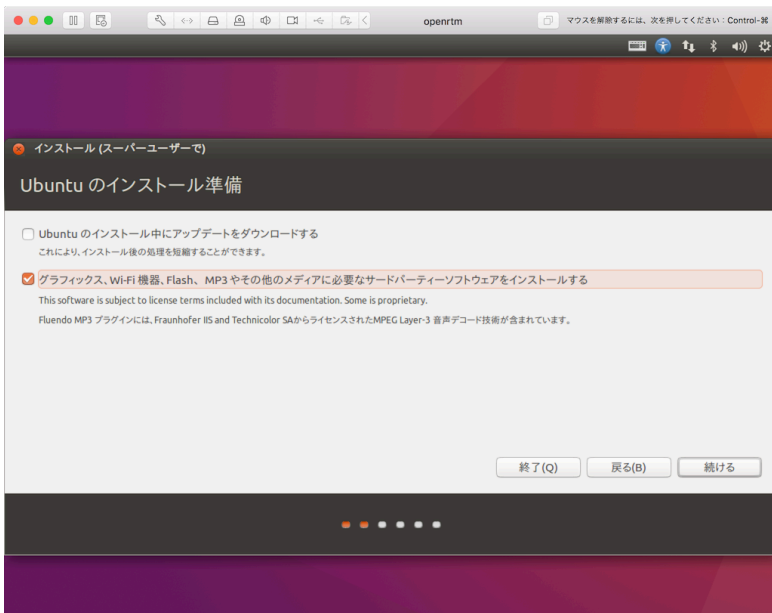 openrtm
マウスを解除するには、次を押してください：Control-⌘
インストール (スーパーユーザーで)
Ubuntu のインストール準備
Ubuntu のインストール中にアップデートをダウンロードする
これにより、インストール後の処理を短縮することができます。
グラフィックス、Wi-Fi 機器、Flash、MP3 やその他のメディアに必要なサードパーティーソフトウェアをインストールする
This software is subject to license terms included with its documentation. Some is proprietary.
Fluendo MP3 プラグインには、Fraunhofer IIS and Technicolor SAからライセンスされたMPEG Layer-3 音声デコード技術が含まれています。
終了(Q) 戻る(B) 続ける